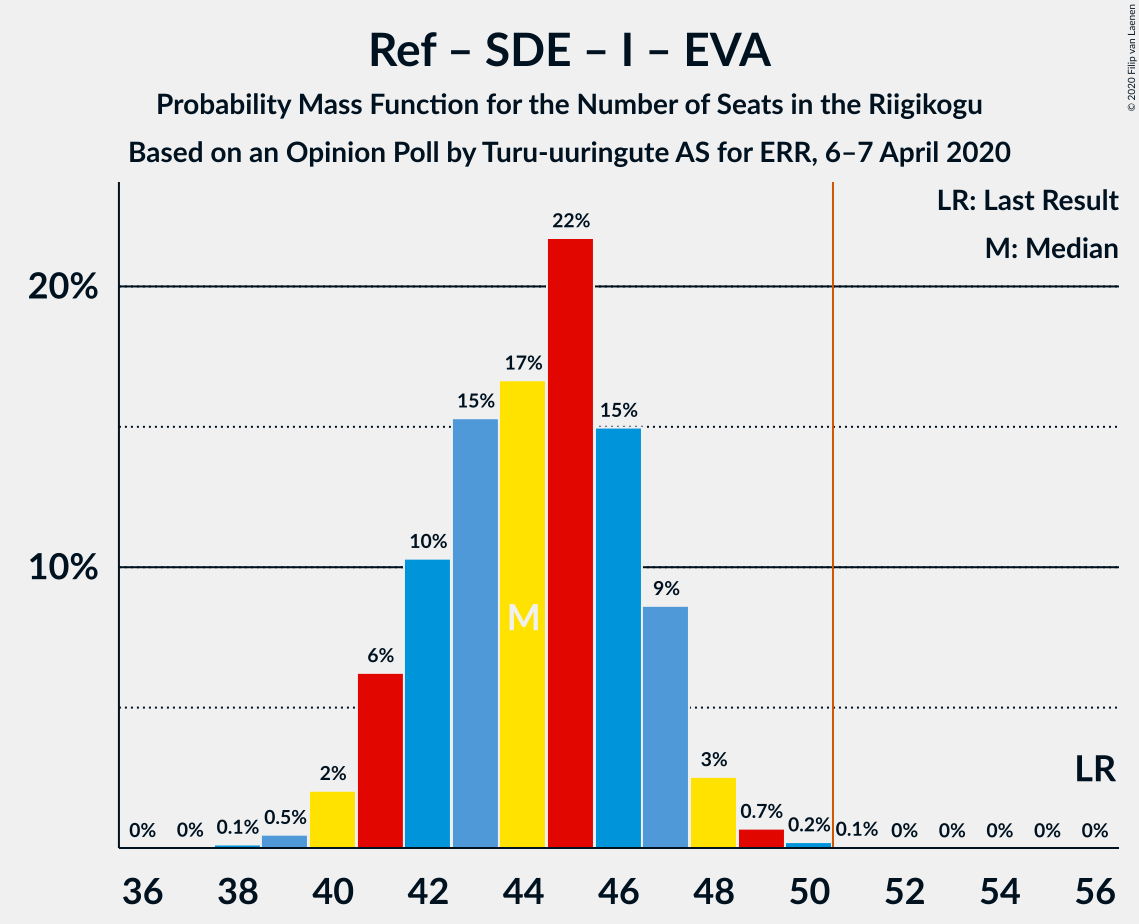 Ref – SDE – I – EVA
Probability Mass Function for the Number of Seats in the Riigikogu
Based on an Opinion Poll by Turu-uuringute AS for ERR, 6–7 April 2020
© 2020 Filip van Laenen
LR: Last Result
M: Median
20%
10%
0% 0% 0.1% 0.5% 2% 6% 10% 15% 17% 22% 15% 9% 3% 0.7% 0.2% 0.1% 0% 0% 0% 0% 0%
M
LR
36 38 40 42 44 46 48 50 52 54 56